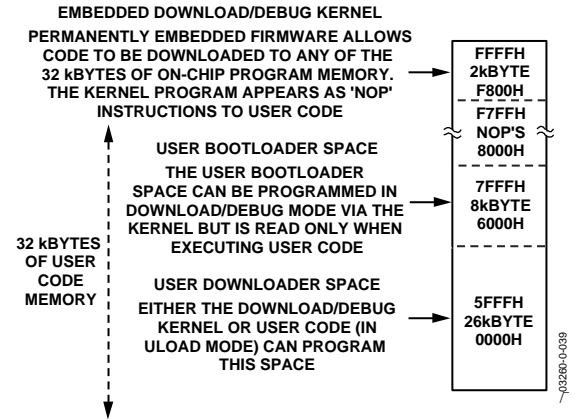 EMBEDDED DOWNLOAD/DEBUG KERNEL
PERMANENTLY EMBEDDED FIRMWARE ALLOWS
CODE TO BE DOWNLOADED TO ANY OF THE
32 kBYTES OF ON-CHIP PROGRAM MEMORY.
THE KERNEL PROGRAM APPEARS AS 'NOP'
INSTRUCTIONS TO USER CODE
FFFFH
2kBYTE
F800H
F7FFH
NOP'S
8000H
USER BOOTLOADER SPACE
THE USER BOOTLOADER
SPACE CAN BE PROGRAMMED IN
DOWNLOAD/DEBUG MODE VIA THE
KERNEL BUT IS READ ONLY WHEN
EXECUTING USER CODE
7FFFH
8kBYTE
6000H
32 kBYTES
OF USER
CODE
MEMORY
USER DOWNLOADER SPACE
EITHER THE DOWNLOAD/DEBUG
KERNEL OR USER CODE (IN
ULOAD MODE) CAN PROGRAM
THIS SPACE
5FFFH
26kBYTE
0000H
03260-0-039